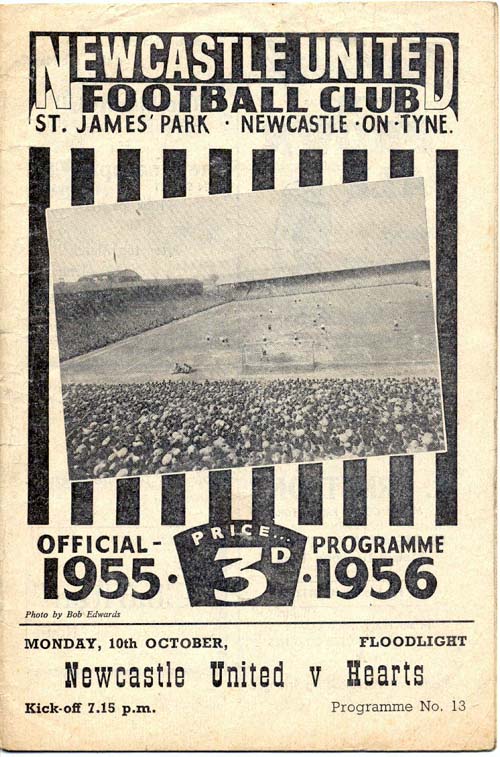 NEWCASTLE UNITED
FOOTBALL CLUB
ST. JAMES' PARK · NEWCASTLE · ON · TYNE.
OFFICIAL - PROGRAMME
1955 · PRICE... 3D · 1956
Photo by Bob Edwards
MONDAY, 10th OCTOBER, FLOODLIGHT
Newcastle United v Hearts
Kick-off 7.15 p.m. Programme No. 13